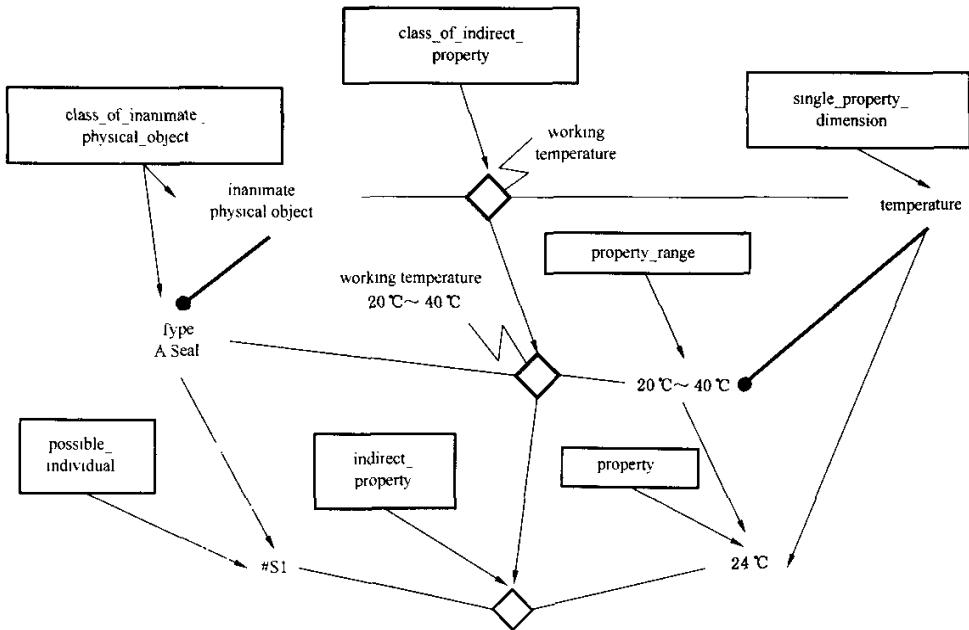 class_of_indirect_
property
class_of_inanimate_
physical_object
single_property_
dimension
working
temperature
inanimate
physical object
temperature
property_range
working temperature
20 ℃~ 40 ℃
Type
A Seal
20 ℃~ 40 ℃
possible_
individual
indirect_
property
property
#S1
24 ℃